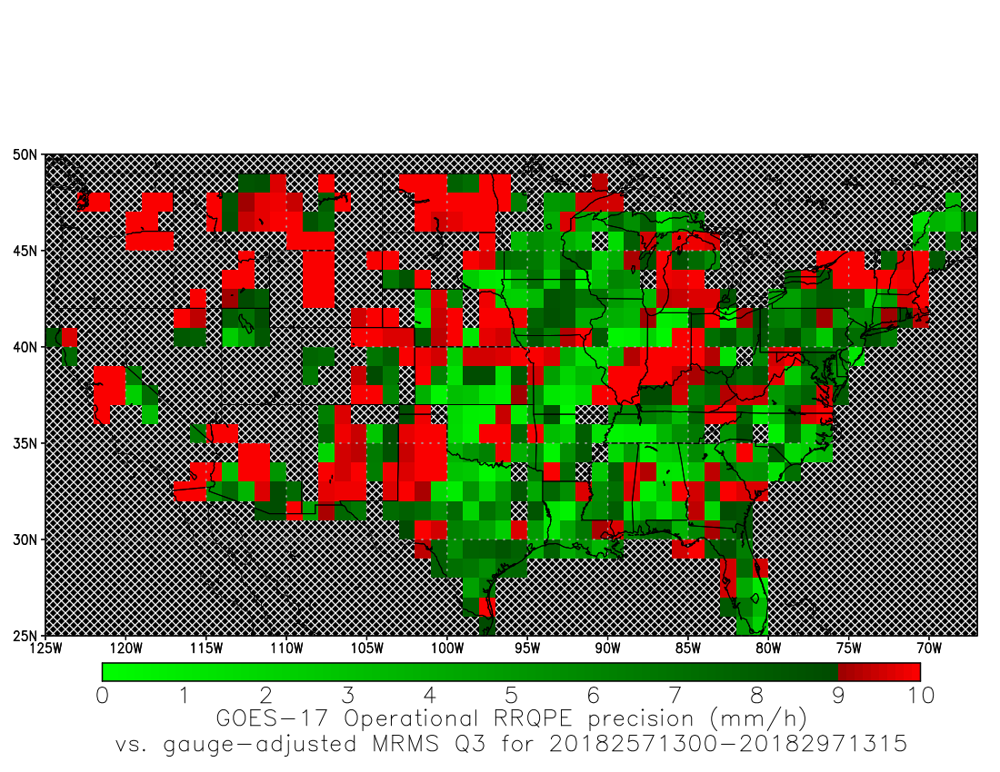 50N
45N
40N
35N
30N
25N
125W 120W 115W 110W 105W 100W 95W 90W 85W 80W 75W 70W
0 1 2 3 4 5 6 7 8 9 10
GOES-17 Operational RRQPE precision (mm/h)
vs. gauge-adjusted MRMS Q3 for 20182571300-20182971315